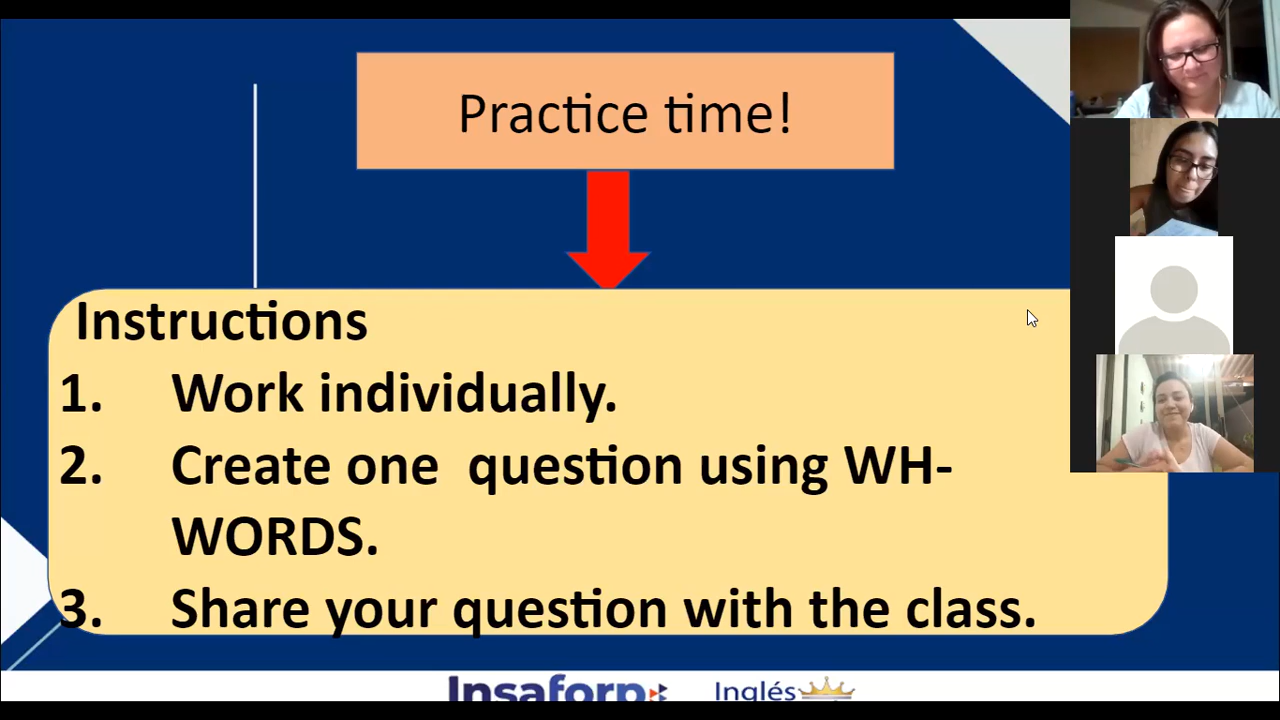 Practice time!
Instructions
1. Work individually.
2. Create one question using WH-
WORDS.
3. Share your question with the class.
Insaforp Inglés